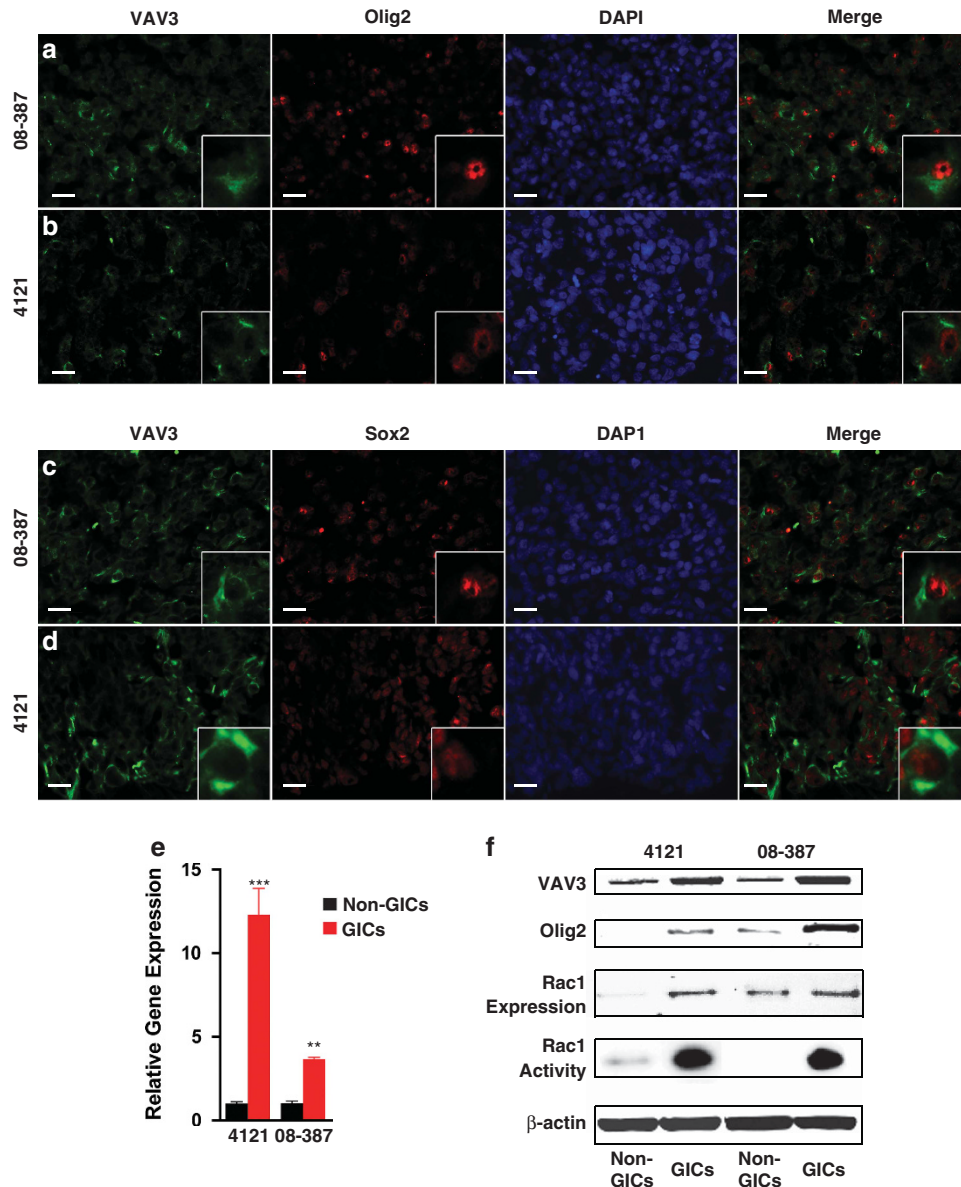 VAV3 Olig2 DAPI Merge
a
08-387
b
4121
VAV3 Sox2 DAP1 Merge
c
08-387
d
4121
e
Relative Gene Expression
15
10
5
0
***
**
Non-GICs
GICs
4121 08-387
f
4121 08-387
VAV3
Olig2
Rac1
Expression
Rac1
Activity
β-actin
Non-
GICs
GICs
Non-
GICs
GICs